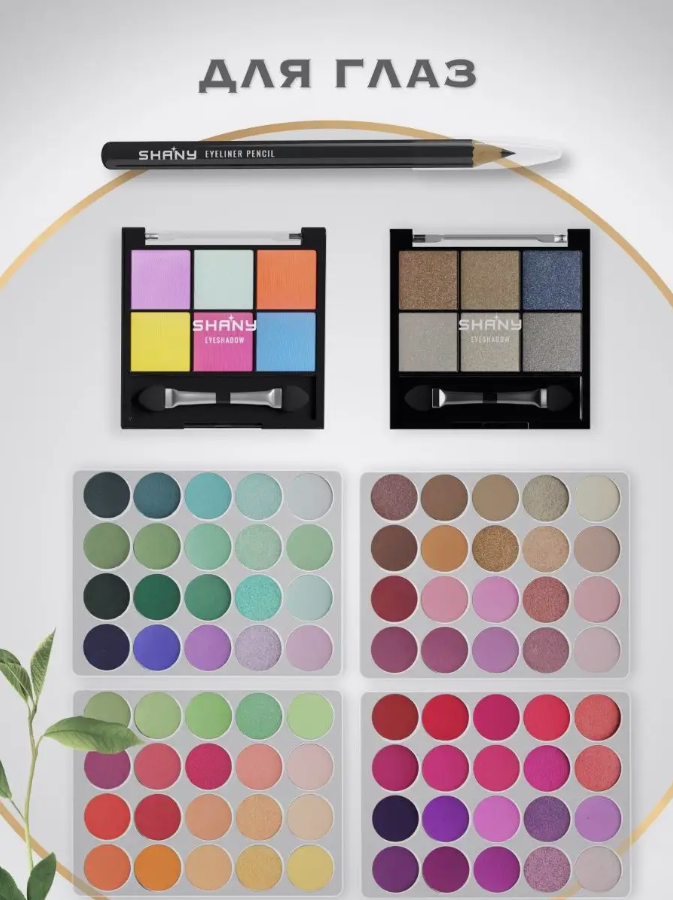 ДЛЯ ГЛАЗ
SHANY EYELINER PENCIL
SHANY
EYESHADOW
SHANY
EYESHADOW